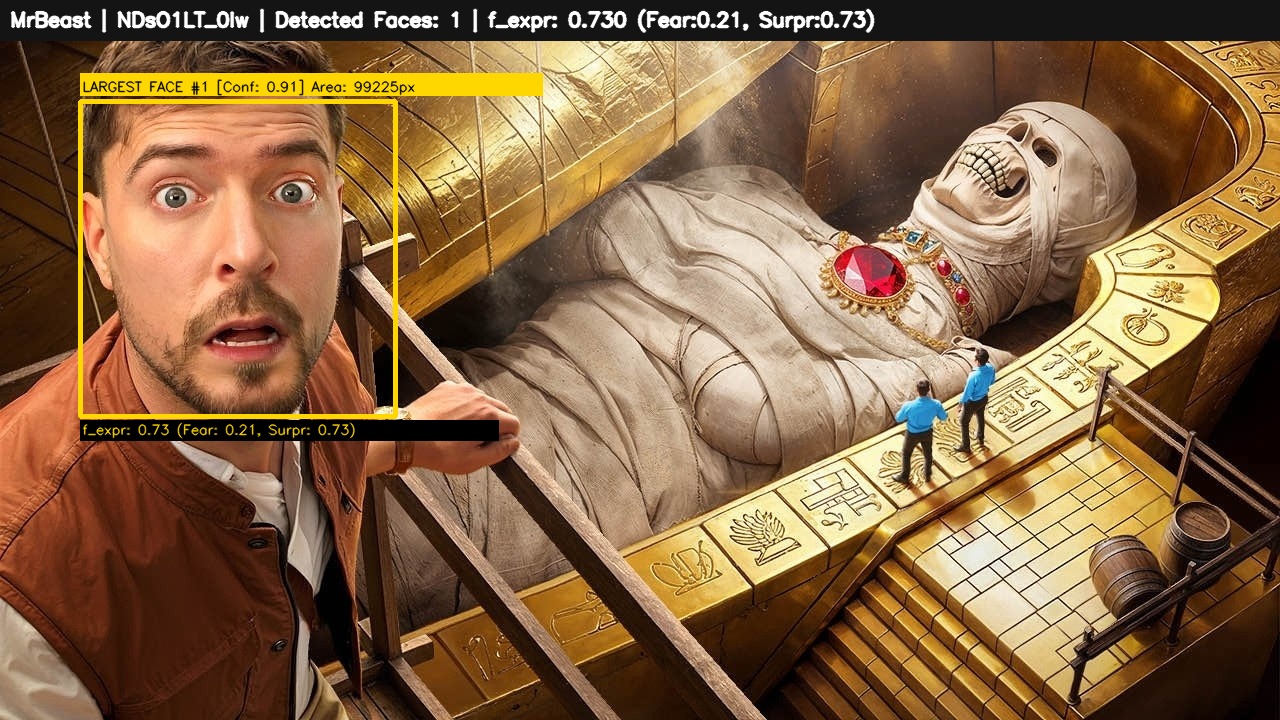 MrBeast | NDsO1LT_0lw | Detected Faces: 1 | f_expr: 0.730 (Fear:0.21, Surpr:0.73)
LARGEST FACE #1 [Conf: 0.91] Area: 99225px
f_expr: 0.73 (Fear: 0.21, Surpr: 0.73)